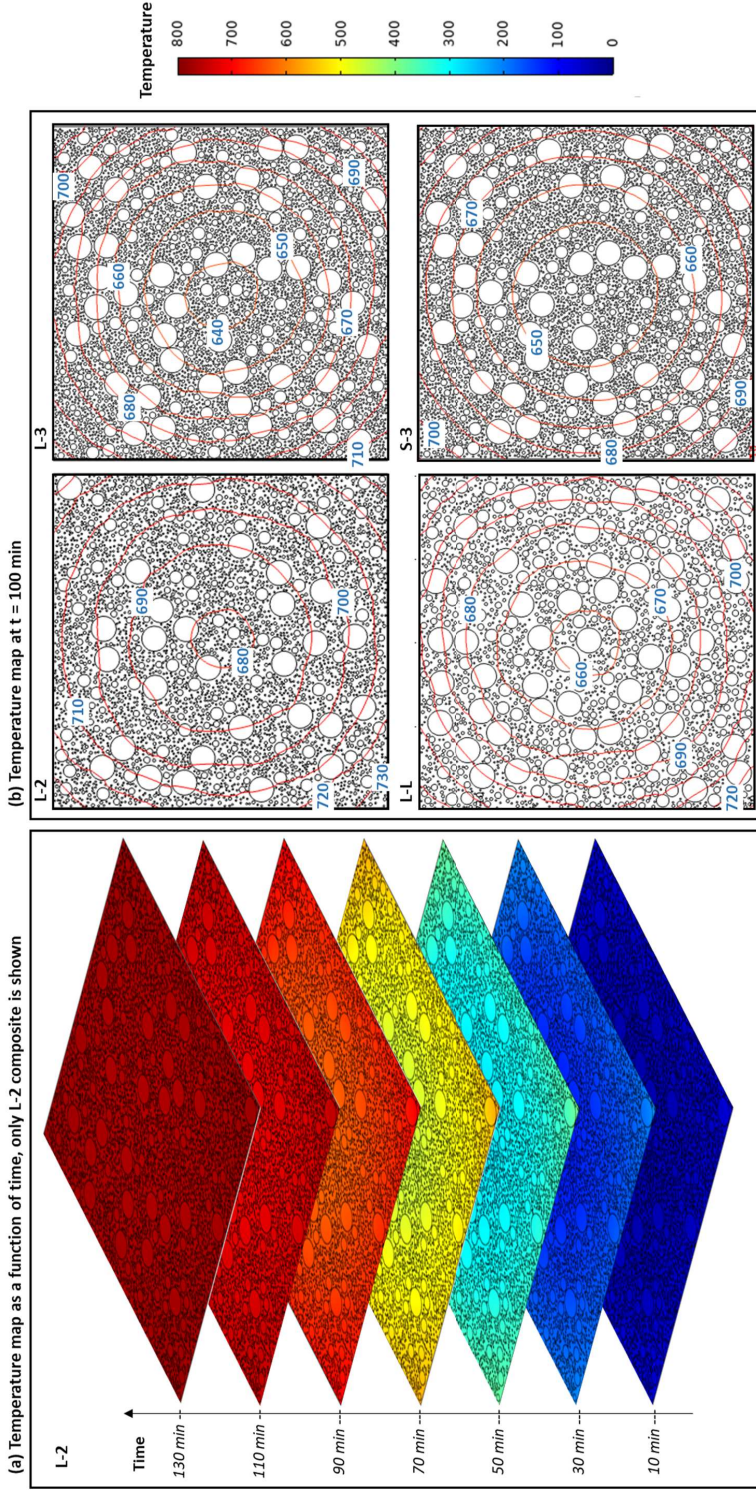 (a) Temperature map as a function of time, only L-2 composite is shown
L-2
Time
130 min
110 min
90 min
70 min
50 min
30 min
10 min
(b) Temperature map at t = 100 min
L-2
710
690
680
700
720
730
L-3
700
660
680
640
650
670
690
710
L-L
680
660
670
690
700
720
S-3
700
670
650
660
680
690
Temperature
800
700
600
500
400
300
200
100
0